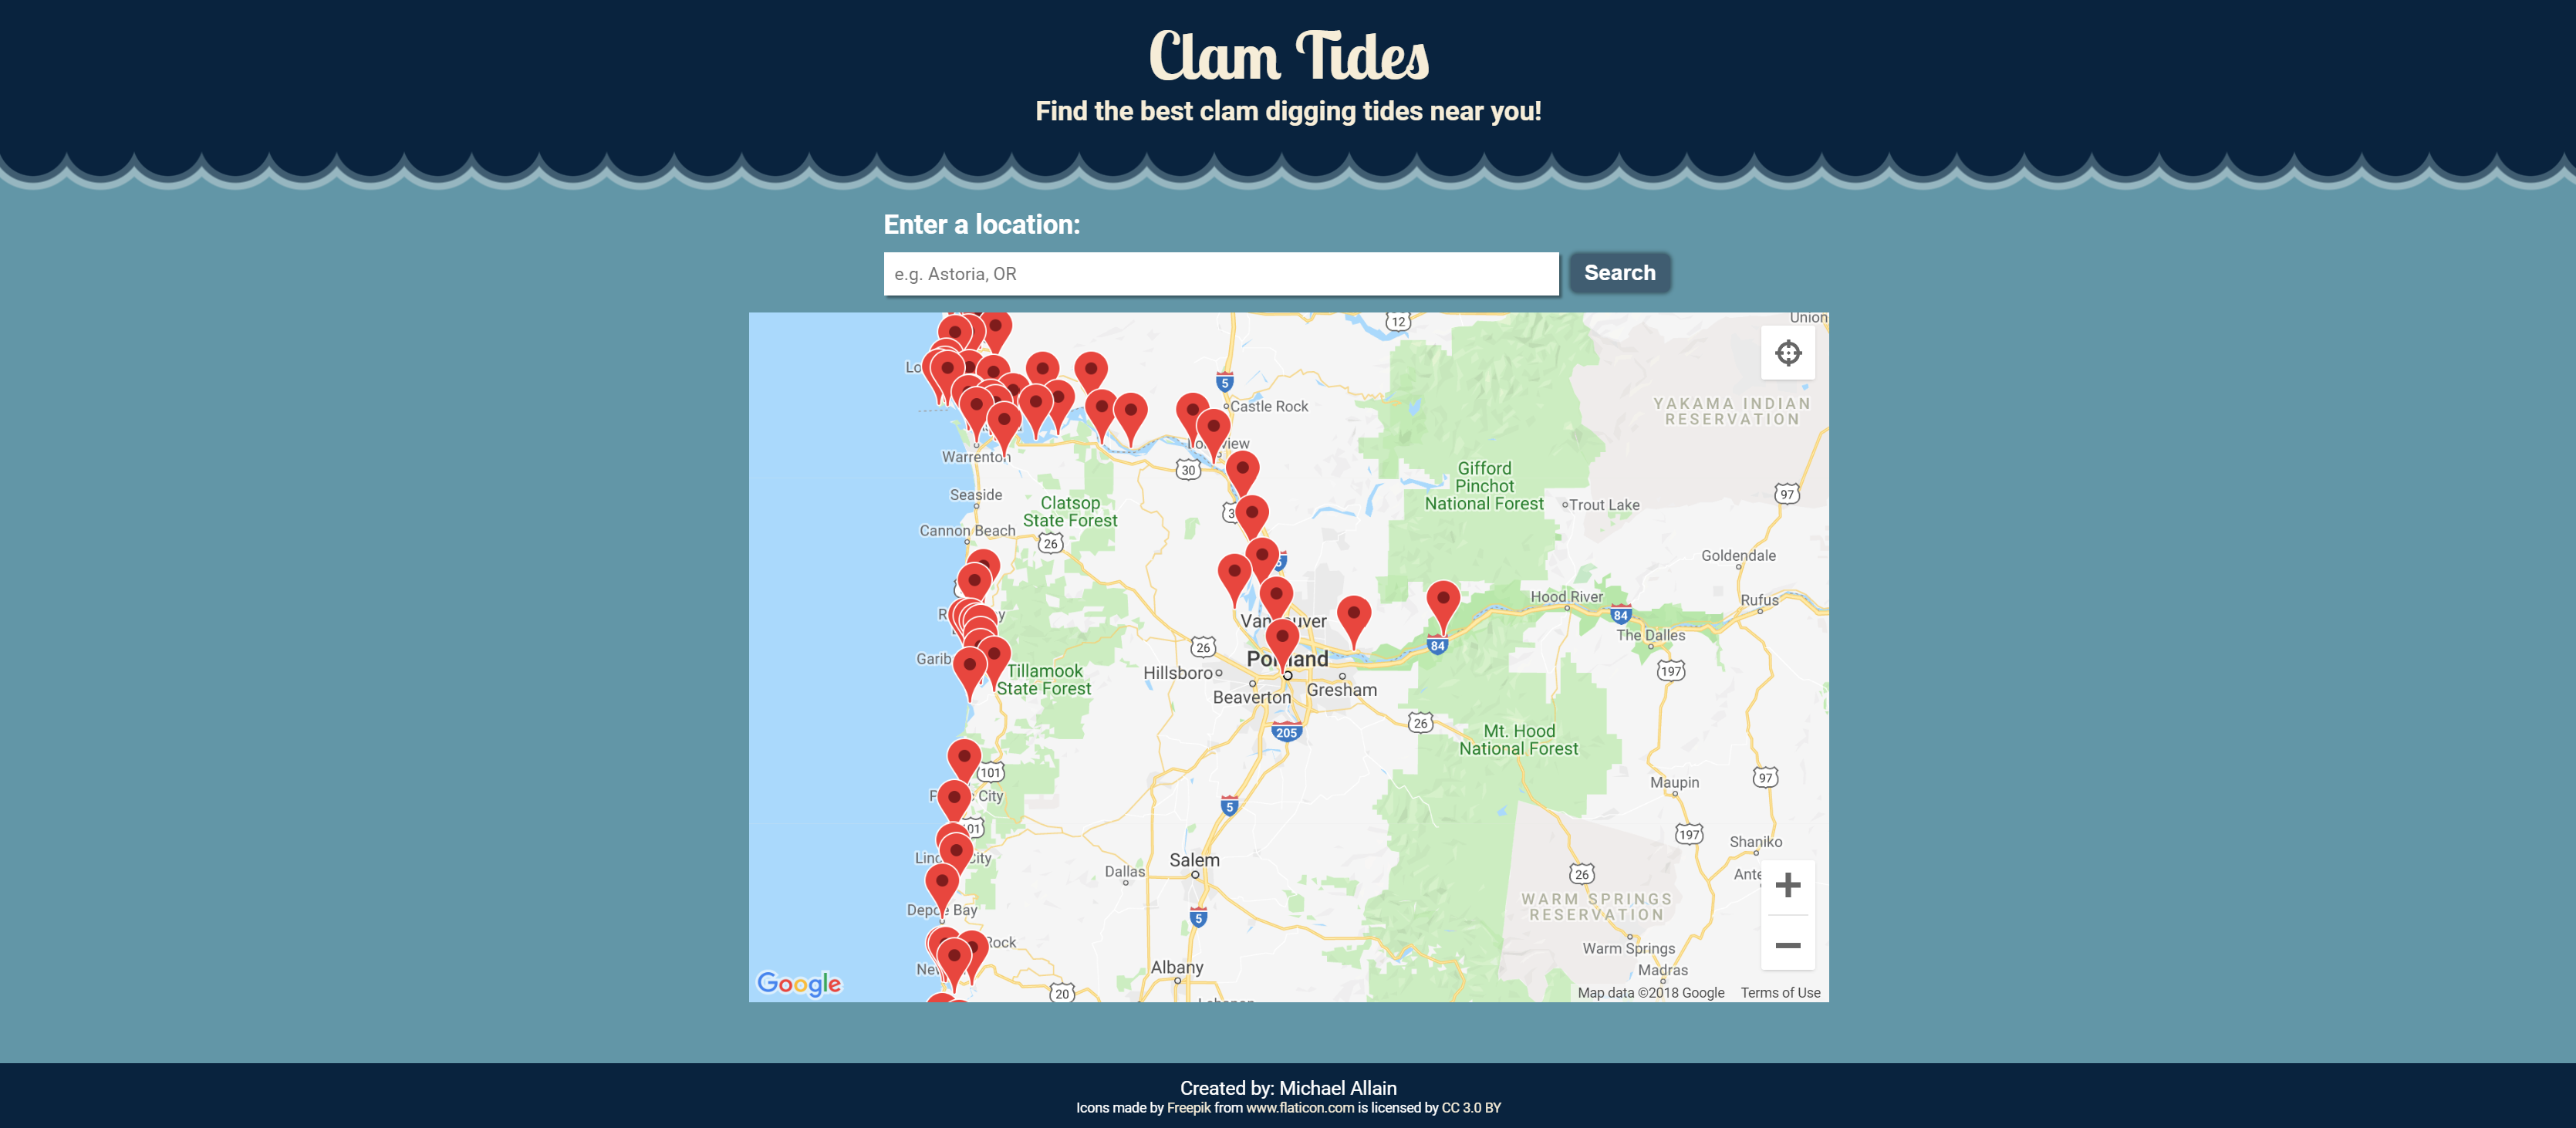 Clam Tides
Find the best clam digging tides near you!
Enter a location:
e.g. Astoria, OR
Search
Union
12
5
Castle Rock
YAKAMA INDIAN
RESERVATION
Warrenton
30
Gifford
Pinchot
National Forest
97
Seaside
Clatsop
State Forest
Trout Lake
Cannon Beach
26
Goldendale
Hood River
Rufus
84
Vancouver
The Dalles
84
26
Portland
197
Tillamook
State Forest
Hillsboro
Beaverton
Gresham
26
205
Mt. Hood
National Forest
101
97
Maupin
City
5
197
Shaniko
Lincoln City
Salem
Dallas
26
WARM SPRINGS
RESERVATION
Depoe Bay
5
Rock
Warm Springs
Albany
Madras
20
Google
Map data ©2018 Google
Terms of Use
Created by: Michael Allain
Icons made by Freepik from www.flaticon.com is licensed by CC 3.0 BY